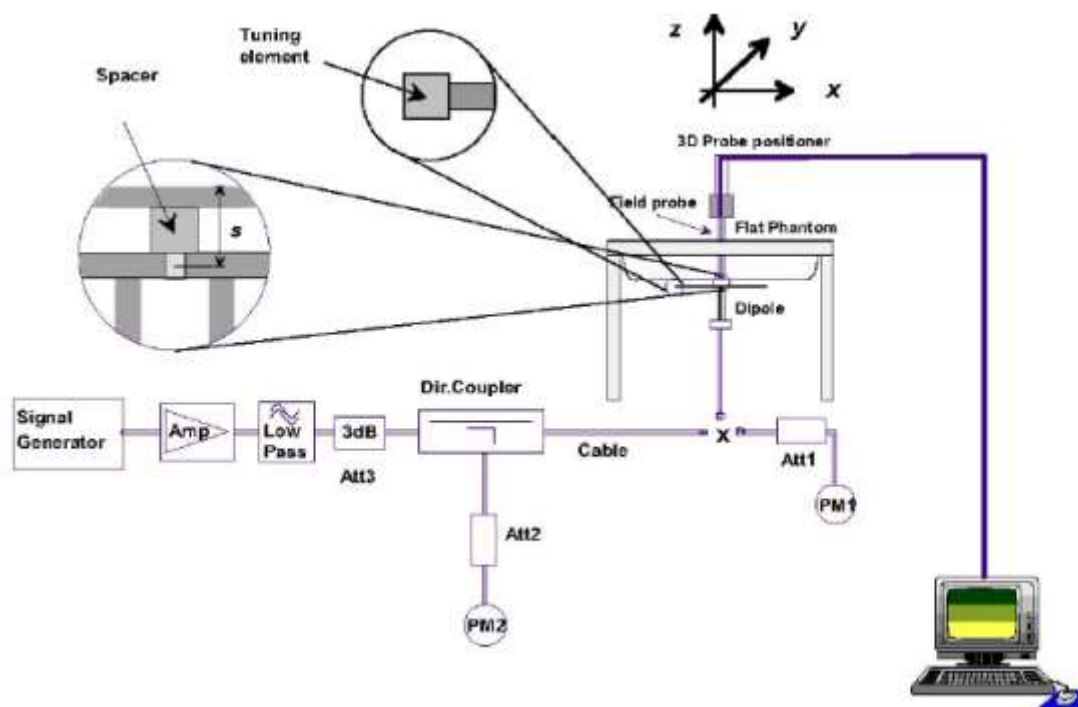 Tuning
element
Spacer
s
z
y
x
3D Probe positioner
Field probe
Flat Phantom
Dipole
Dir.Coupler
Signal
Generator
Amp
Low
Pass
3dB
Att3
Cable
X
Att1
PM1
Att2
PM2